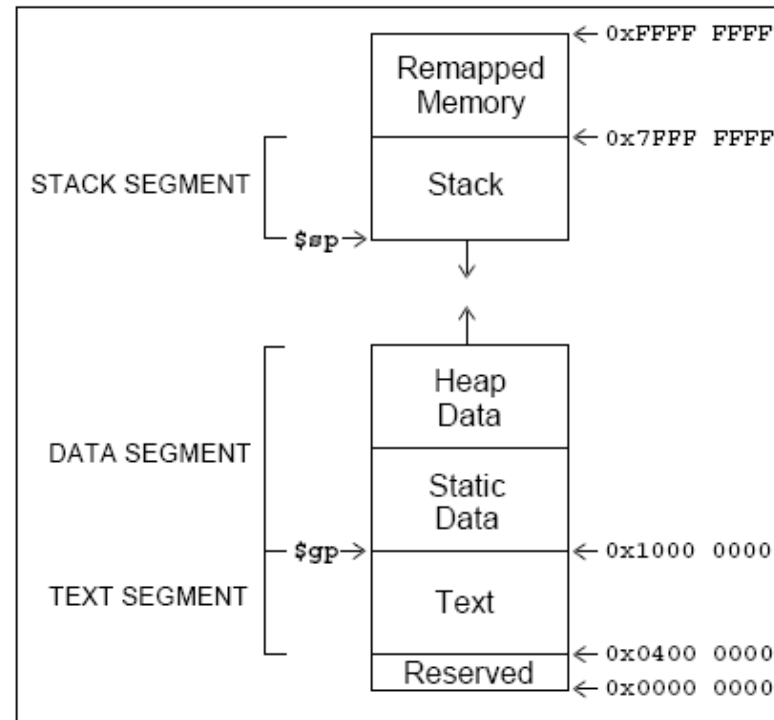 0xFFFF FFFF
Remapped
Memory
0x7FFF FFFF
STACK SEGMENT
Stack
$sp
Heap
Data
DATA SEGMENT
Static
Data
$gp
0x1000 0000
TEXT SEGMENT
Text
0x0400 0000
Reserved
0x0000 0000